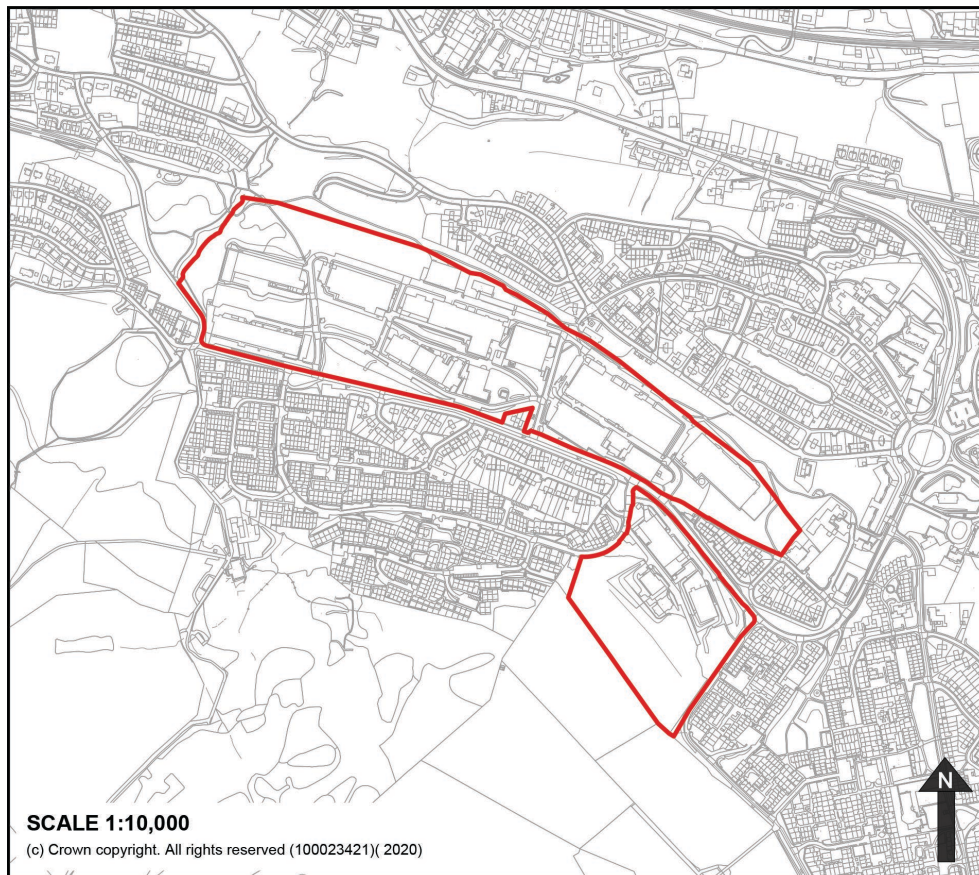 N
SCALE 1:10,000
(c) Crown copyright. All rights reserved (100023421)( 2020)